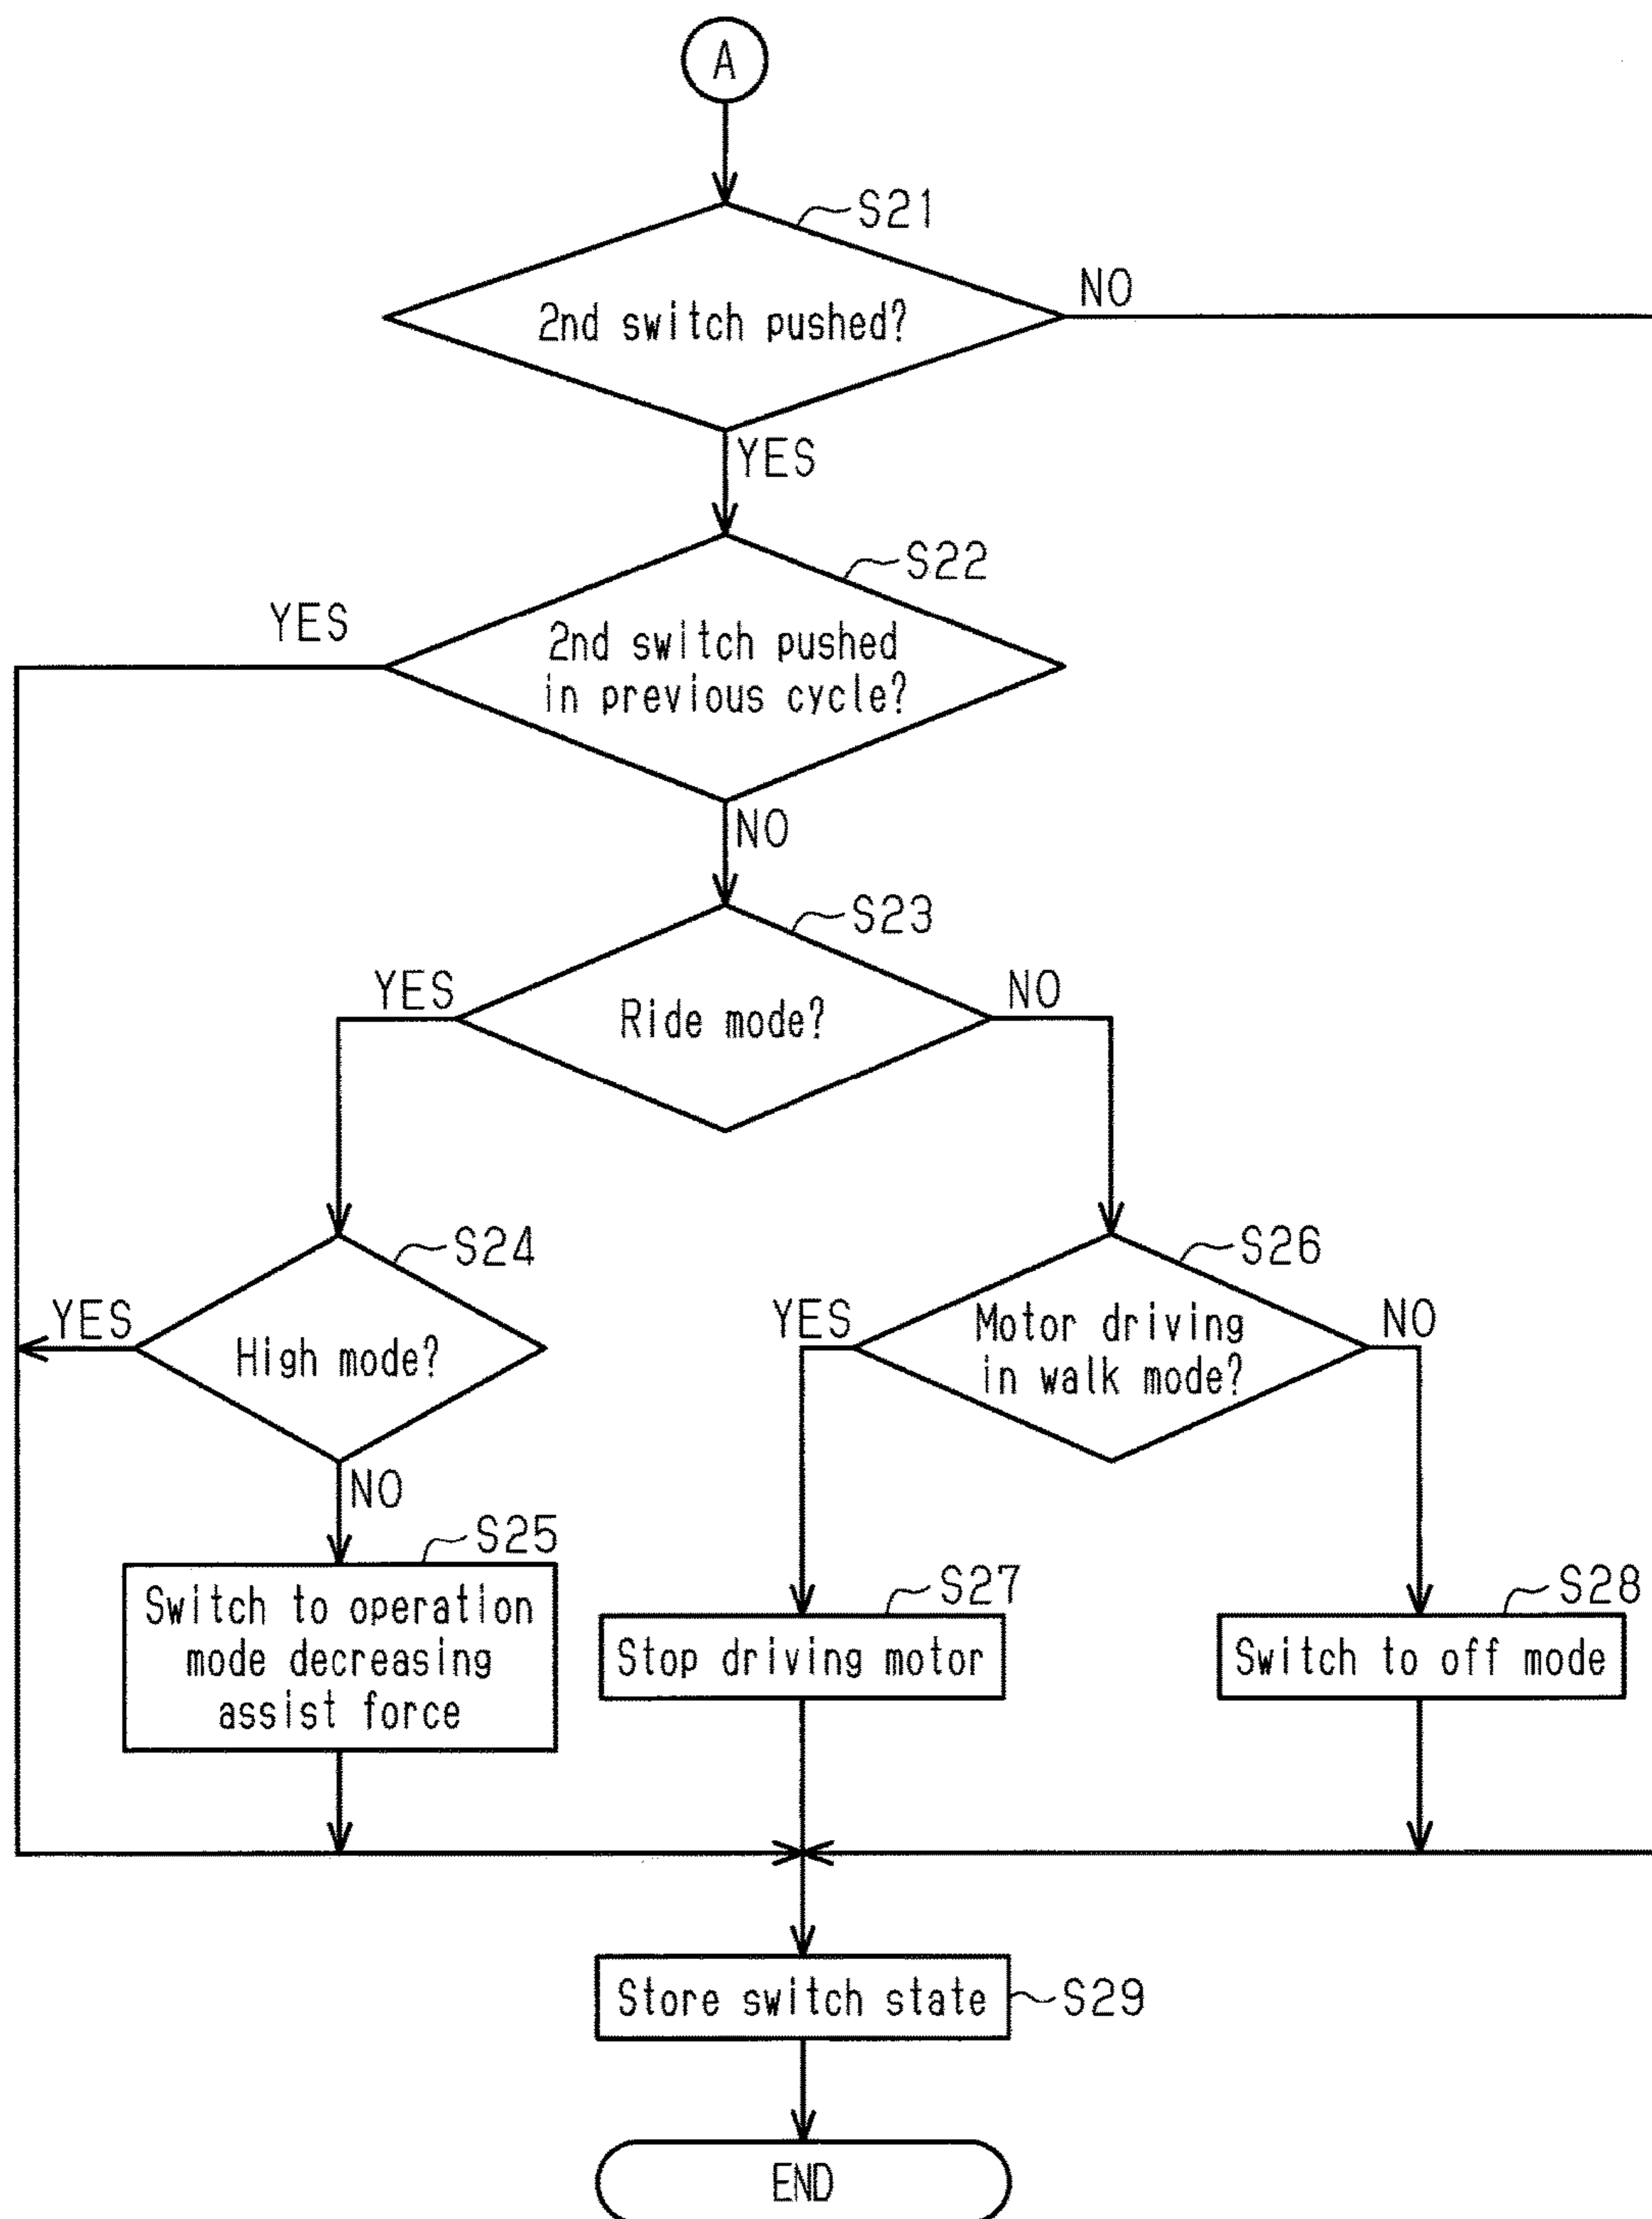 A
S21
2nd switch pushed?
NO
YES
S22
YES
2nd switch pushed
in previous cycle?
NO
S23
YES
Ride mode?
NO
S24
S26
YES
High mode?
YES
Motor driving
in walk mode?
NO
NO
S25
Switch to operation
mode decreasing
assist force
S27
Stop driving motor
S28
Switch to off mode
Store switch state
S29
END